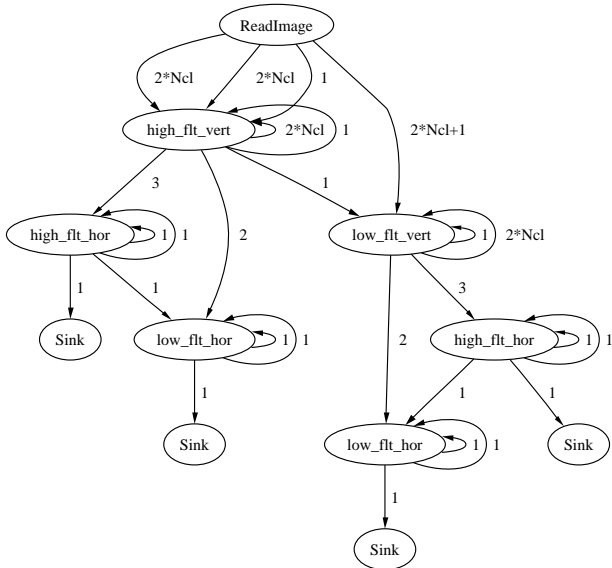 ReadImage
2*Ncl 2*Ncl 1
high_flt_vert 2*Ncl 1 2*Ncl+1
3 2 1
high_flt_hor 1 1 low_flt_vert 1 2*Ncl
1 1 2 3
Sink low_flt_hor 1 1 high_flt_hor 1 1
1 1 1
Sink low_flt_hor 1 1 Sink
1
Sink